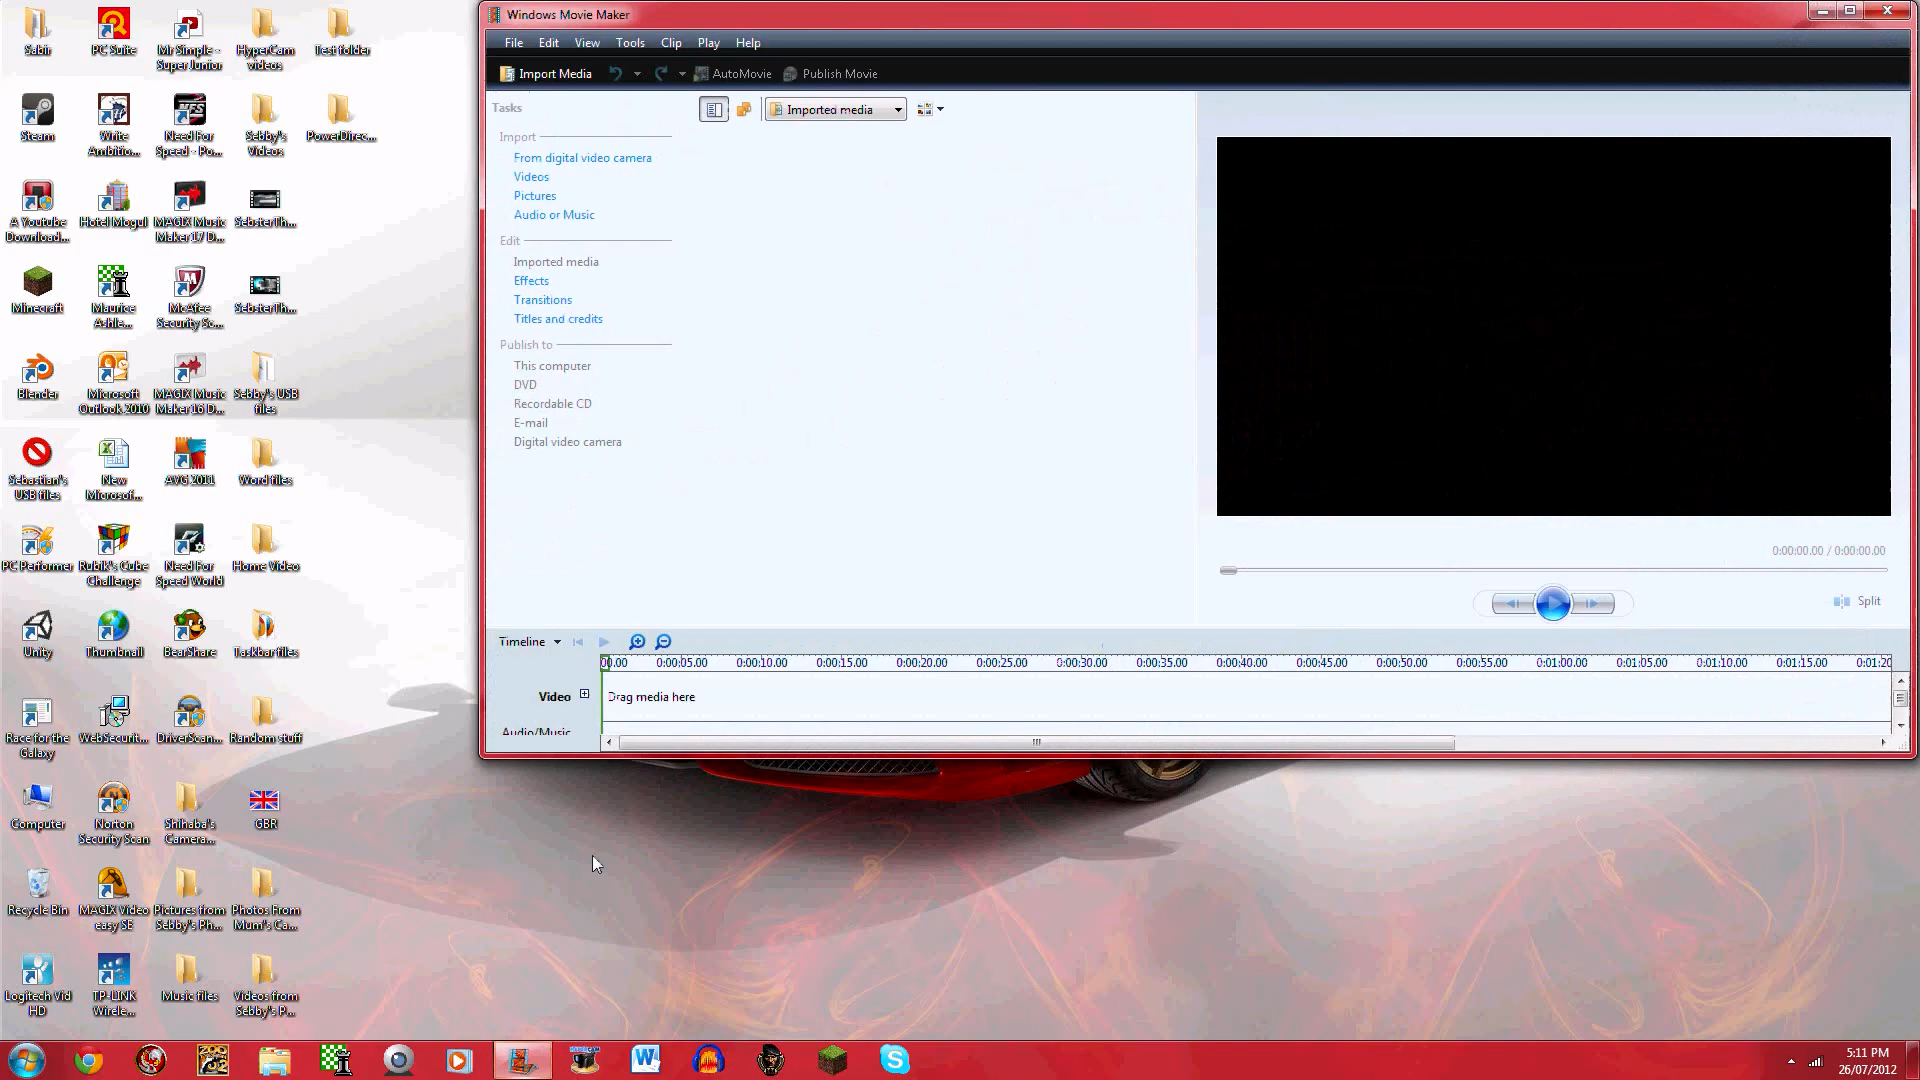 Sabir
PC Suite
Mr Simple -
Super Junior
HyperCam
videos
Test folder
Steam
Write
Ambitio...
Need For
Speed - Po...
Sebby's
Videos
PowerDirec...
A Youtube
Download...
Hotel Mogul
MAGIX Music
Maker 17 D...
SebsterTh...
Minecraft
Maurice
Ashle...
McAfee
Security Sc...
SebsterTh...
Blender
Microsoft
Outlook 2010
MAGIX Music
Maker 16 D...
Sebby's USB
files
Sebastian's
USB files
New
Microsof...
AVG 2011
Word files
PC Performer
Rubik's Cube
Challenge
Need For
Speed World
Home Video
Unity
Thumbnail
BearShare
Taskbar files
Race for the
Galaxy
WebSecurit...
DriverScan...
Random stuff
Computer
Norton
Security Scan
Shihaba's
Camera...
GBR
Recycle Bin
MAGIX Video
easy SE
Pictures from
Sebby's Ph...
Photos From
Mum's Ca...
Logitech Vid
HD
TP-LINK
Wirele...
Music files
Videos from
Sebby's P...
Windows Movie Maker
File Edit View Tools Clip Play Help
Import Media AutoMovie Publish Movie
Tasks
Imported media
Import
From digital video camera
Videos
Pictures
Audio or Music
Edit
Imported media
Effects
Transitions
Titles and credits
Publish to
This computer
DVD
Recordable CD
E-mail
Digital video camera
0:00:00.00 / 0:00:00.00
Split
Timeline
00.00 0:00:05.00 0:00:10.00 0:00:15.00 0:00:20.00 0:00:25.00 0:00:30.00 0:00:35.00 0:00:40.00 0:00:45.00 0:00:50.00 0:00:55.00 0:01:00.00 0:01:05.00 0:01:10.00 0:01:15.00 0:01:20
Video Drag media here
Audio/Music
5:11 PM
26/07/2012